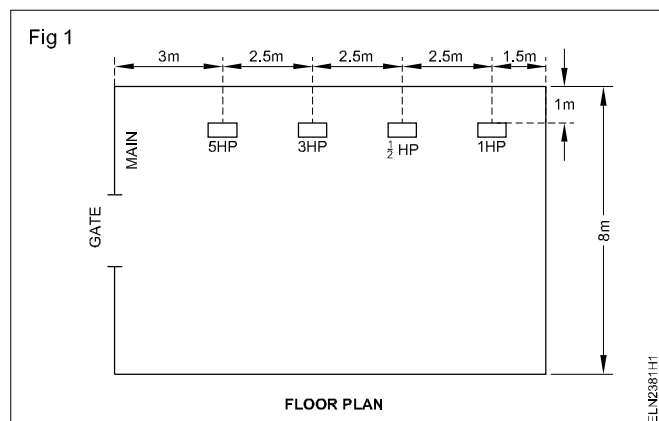 Fig 1
3m 2.5m 2.5m 2.5m 1.5m
1m
MAIN
5HP 3HP ½ HP 1HP
GATE
8m
FLOOR PLAN
ELN2381H1